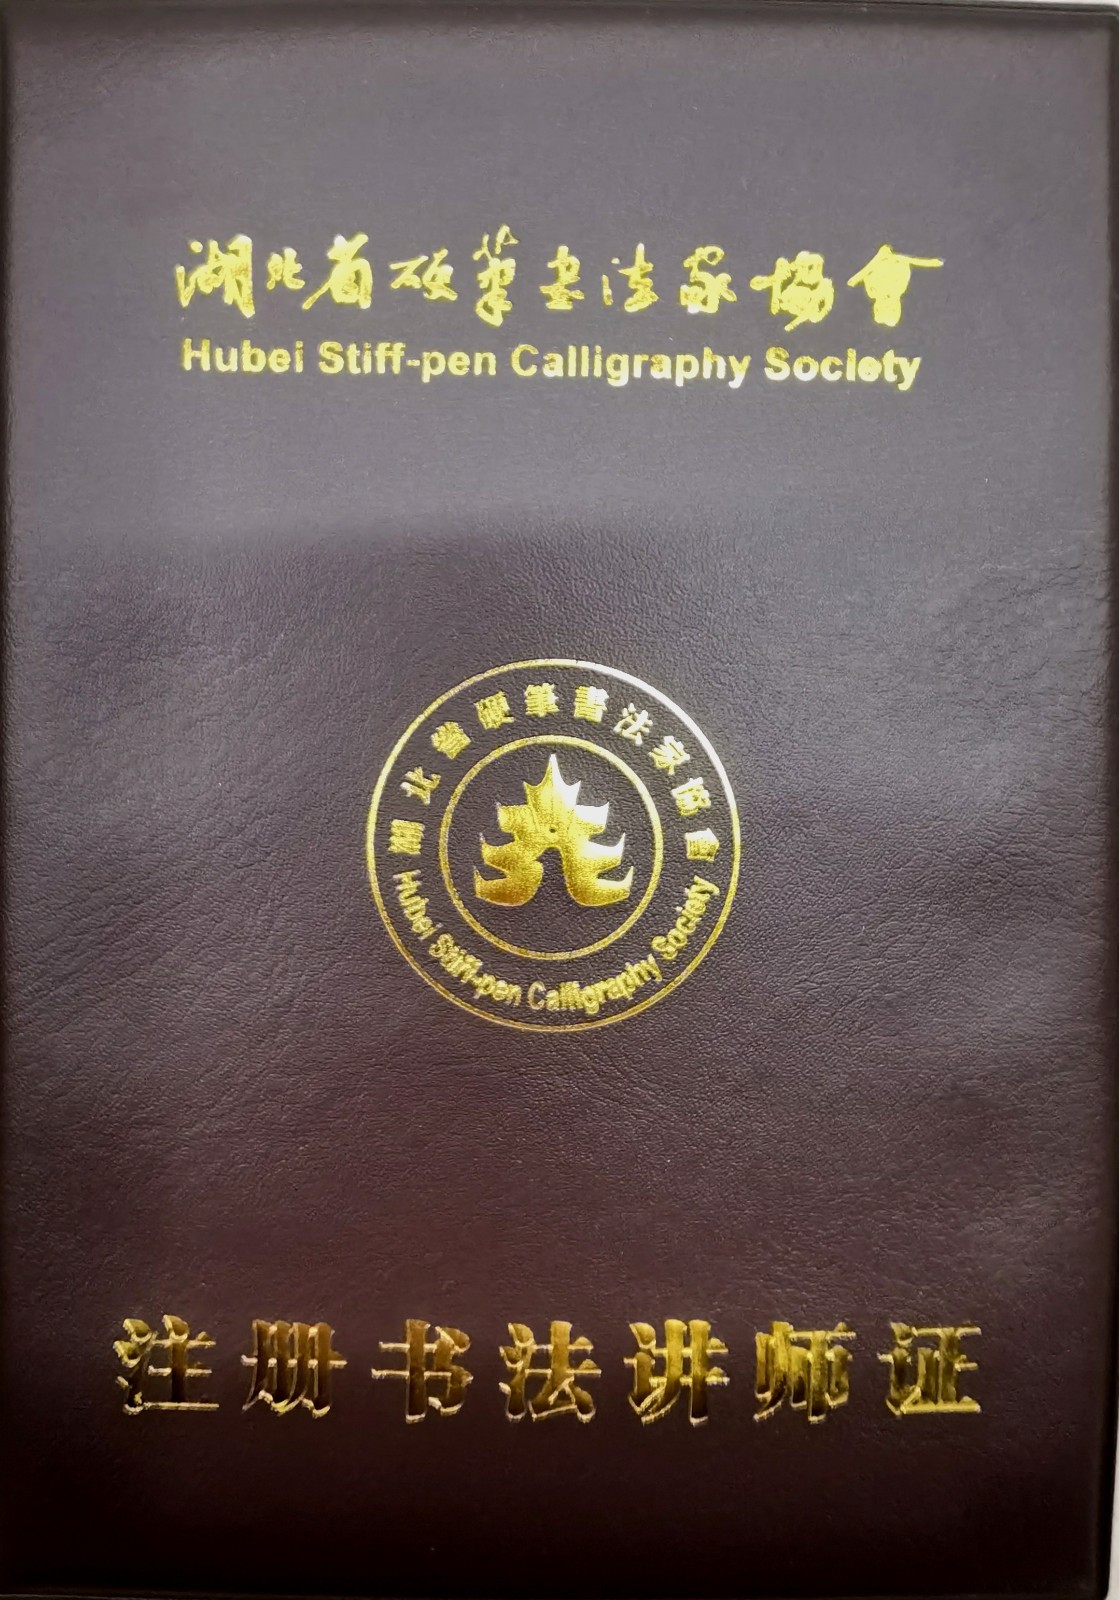 湖北省硬筆书法家協會
Hubei Stiff-pen Calligraphy Society
湖北省硬筆書法家協會
Hubei Stiff-pen Calligraphy Society
注册书法讲师证